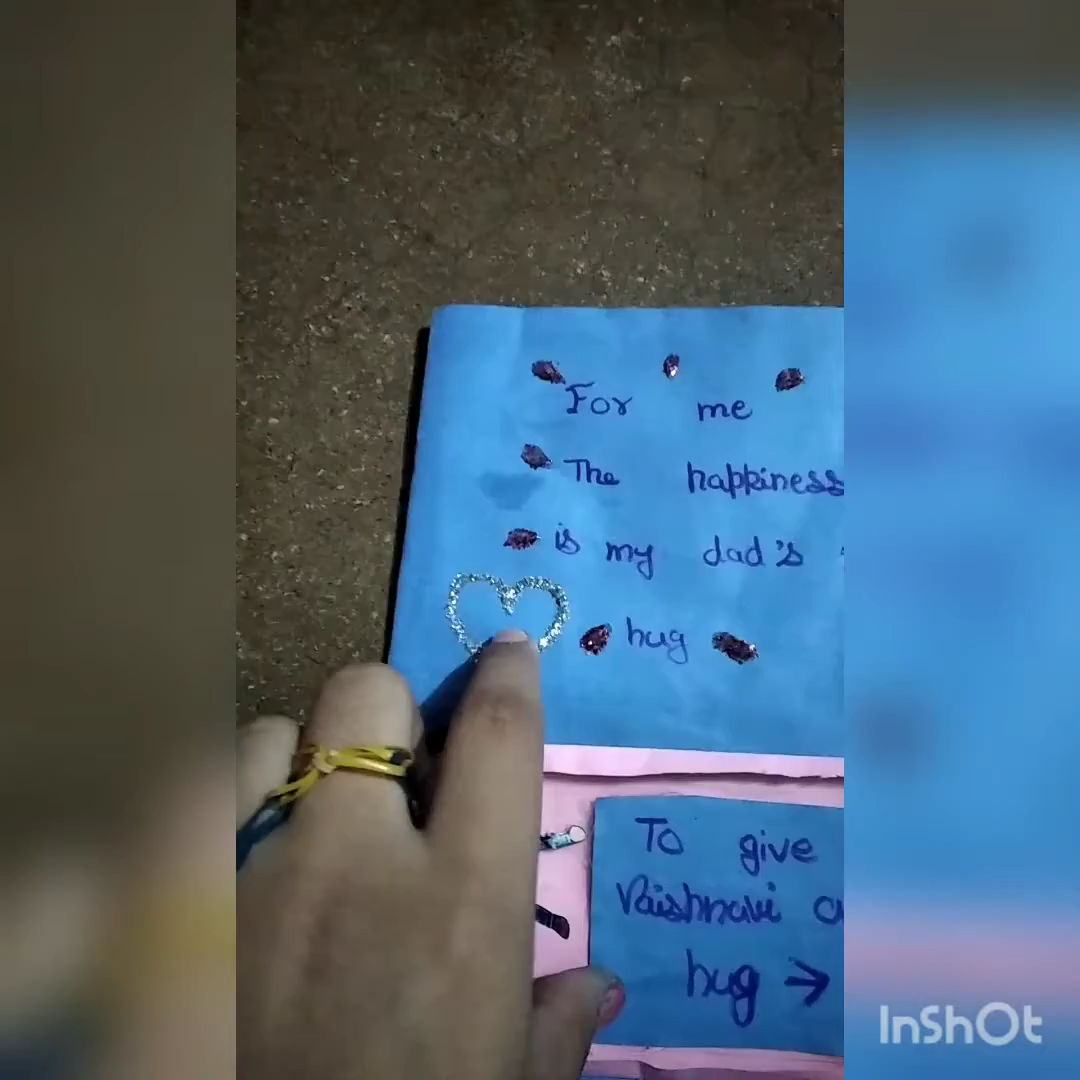 For me
The happiness
is my dad's
hug
To give
Vaishnavi a
hug →
InShOt